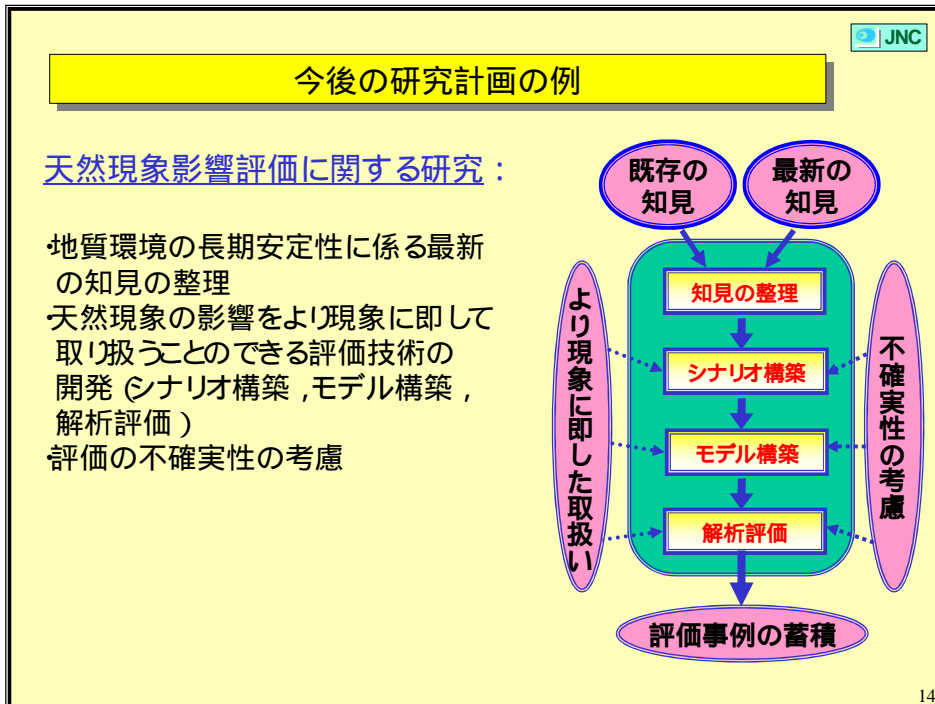 JNC
今後の研究計画の例
天然現象影響評価に関する研究:
・地質環境の長期安定性に係る最新
の知見の整理
・天然現象の影響をより現象に即して
取り扱うことのできる評価技術の
開発(シナリオ構築,モデル構築,
解析評価)
・評価の不確実性の考慮
既存の
知見
最新の
知見
知見の整理
シナリオ構築
モデル構築
解析評価
より現象に即した取扱い
不確実性の考慮
評価事例の蓄積
14